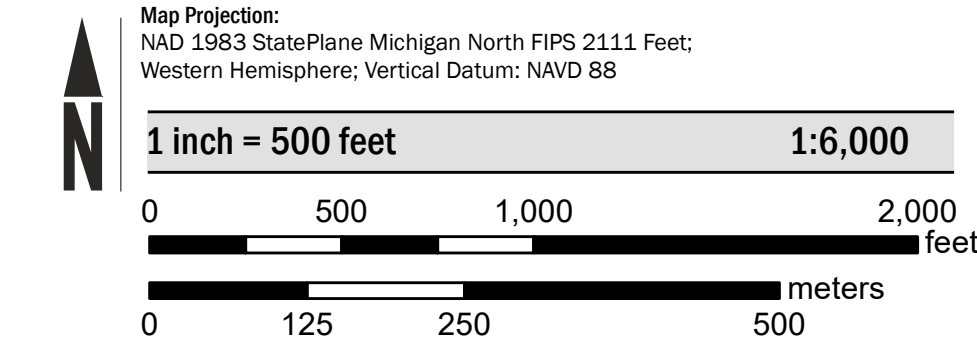 Map Projection:
NAD 1983 StatePlane Michigan North FIPS 2111 Feet;
Western Hemisphere; Vertical Datum: NAVD 88
N
1 inch = 500 feet 1:6,000
0 500 1,000 2,000
feet
meters
0 125 250 500